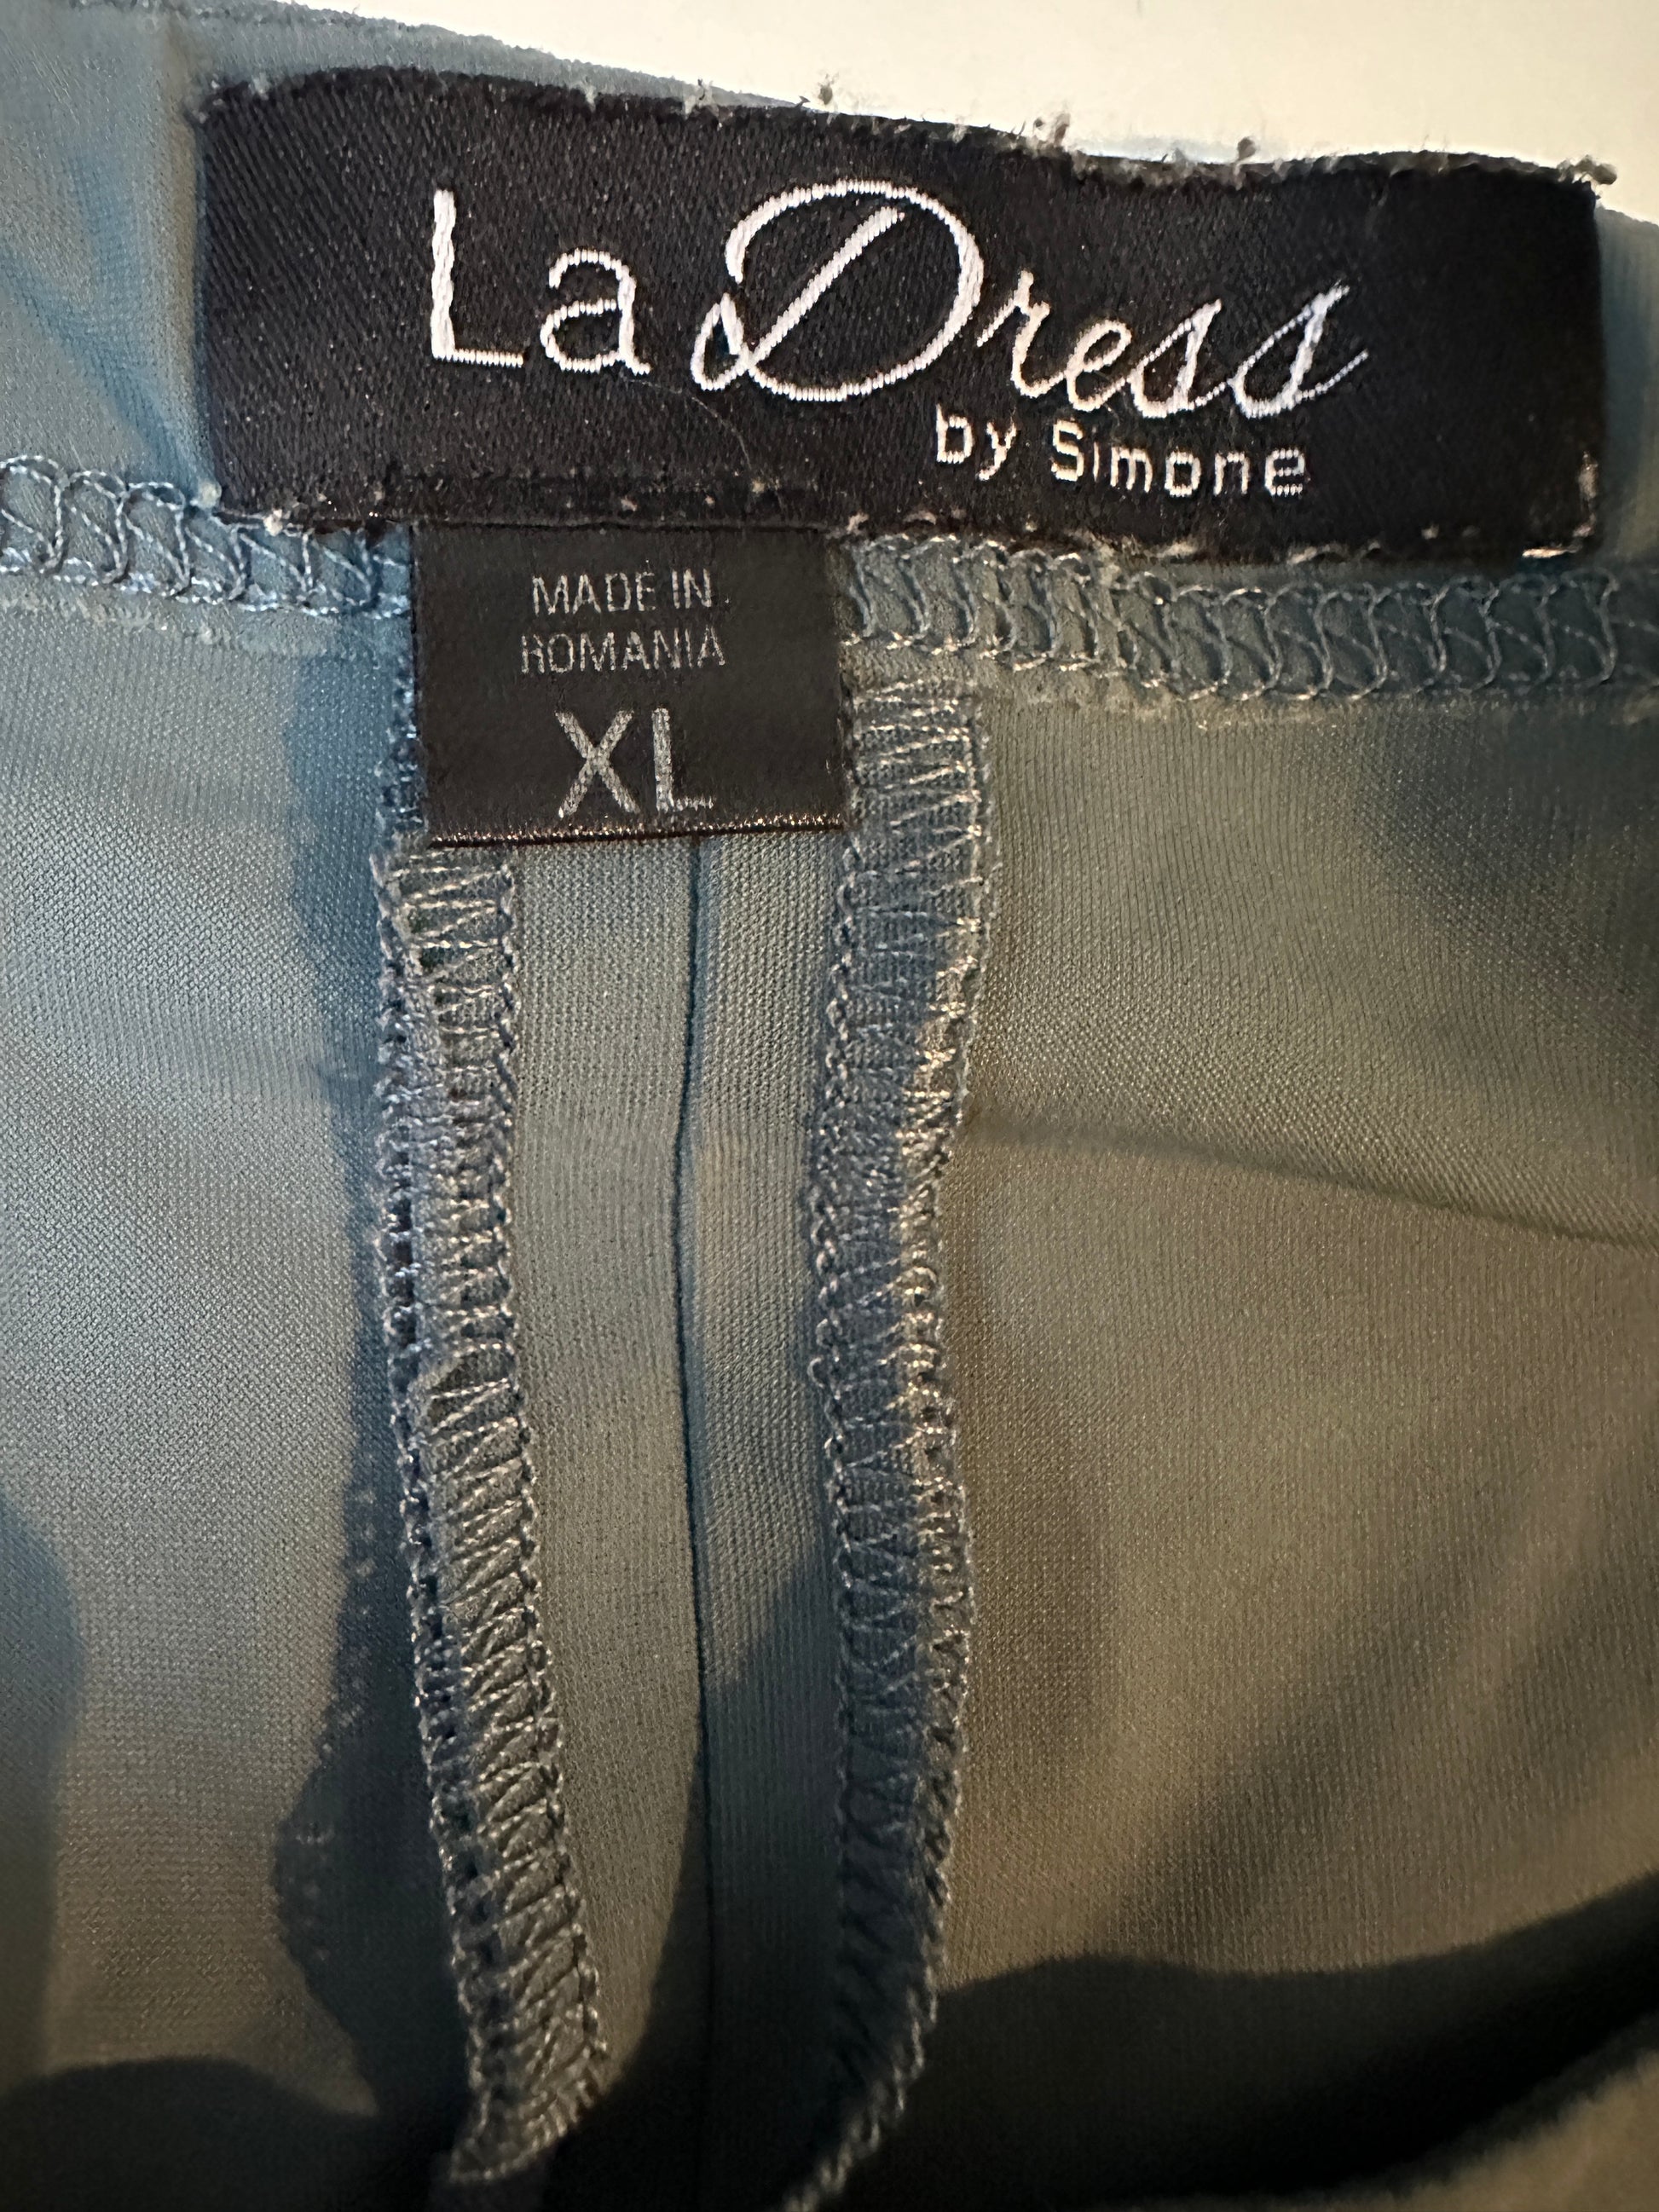 La Dress
by Simone
MADE IN
ROMANIA
XL